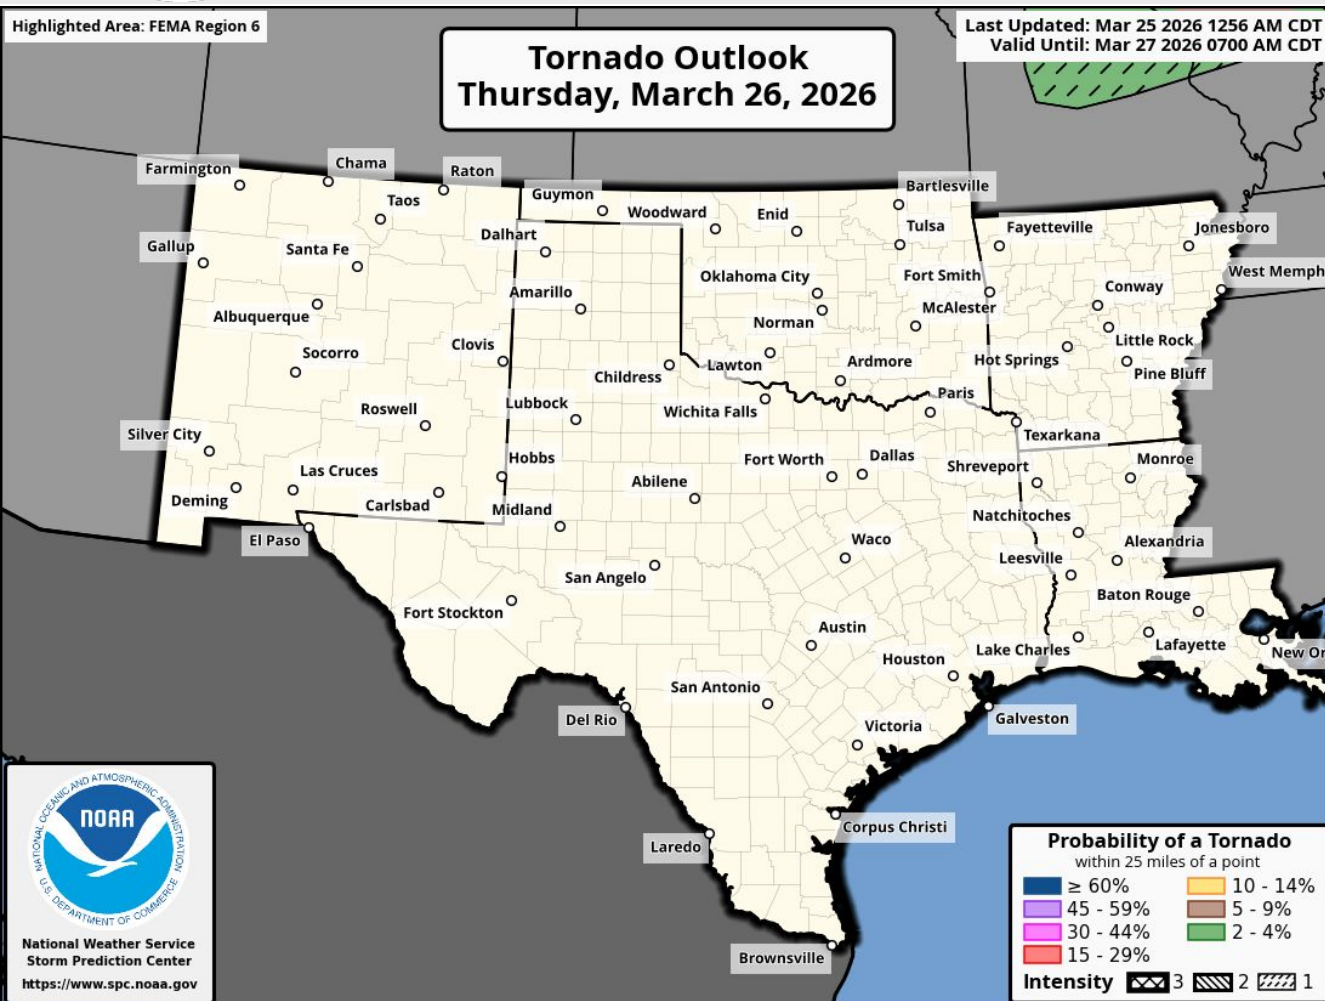 Highlighted Area: FEMA Region 6
Tornado Outlook
Thursday, March 26, 2026
Last Updated: Mar 25 2026 1256 AM CDT
Valid Until: Mar 27 2026 0700 AM CDT
Farmington
Chama
Raton
Taos
Guymon
Woodward
Enid
Bartlesville
Tulsa
Fayetteville
Jonesboro
Gallup
Santa Fe
Dalhart
Oklahoma City
Fort Smith
Conway
West Memph
Albuquerque
Amarillo
Norman
McAlester
Little Rock
Socorro
Clovis
Childress
Lawton
Ardmore
Hot Springs
Pine Bluff
Roswell
Lubbock
Wichita Falls
Paris
Texarkana
Silver City
Las Cruces
Hobbs
Abilene
Fort Worth
Dallas
Shreveport
Monroe
Deming
Carlsbad
Midland
Natchitoches
El Paso
San Angelo
Waco
Leesville
Alexandria
Fort Stockton
Austin
Baton Rouge
Houston
Lake Charles
Lafayette
New Or
Del Rio
San Antonio
Victoria
Galveston
Laredo
Corpus Christi
Brownsville
NATIONAL OCEANIC AND ATMOSPHERIC ADMINISTRATION
NOAA
U.S. DEPARTMENT OF COMMERCE
National Weather Service
Storm Prediction Center
https://www.spc.noaa.gov
Probability of a Tornado
within 25 miles of a point
≥ 60% 10 - 14%
45 - 59% 5 - 9%
30 - 44% 2 - 4%
15 - 29%
Intensity 3 2 1